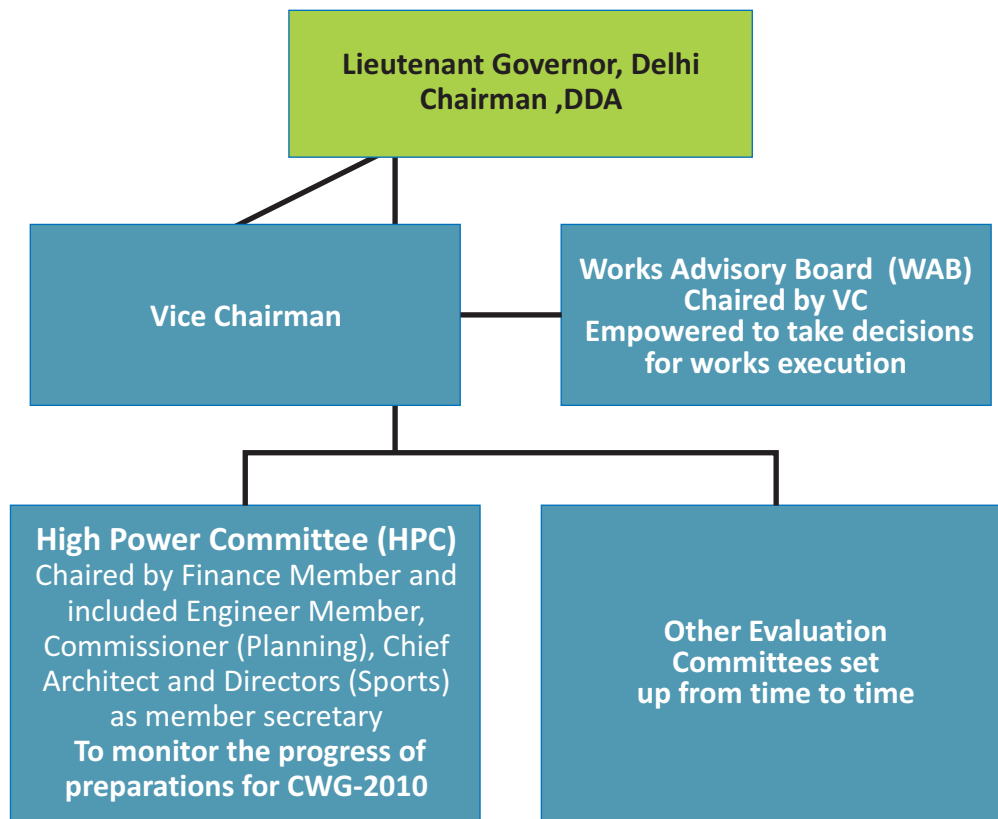 Lieutenant Governor, Delhi
Chairman ,DDA
Vice Chairman
Works Advisory Board (WAB)
Chaired by VC
Empowered to take decisions
for works execution
High Power Committee (HPC)
Chaired by Finance Member and
included Engineer Member,
Commissioner (Planning), Chief
Architect and Directors (Sports)
as member secretary
To monitor the progress of
preparations for CWG-2010
Other Evaluation
Committees set
up from time to time